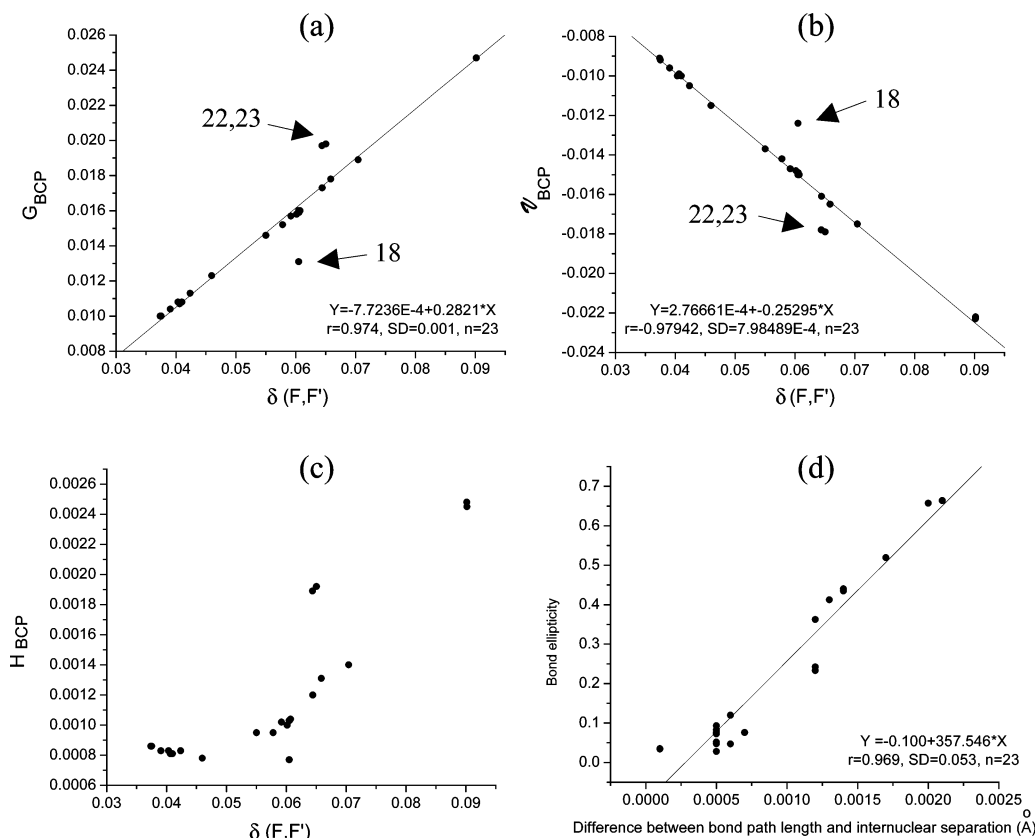 (a)
0.026
0.024
0.022
0.020
0.018
0.016
0.014
0.012
0.010
0.008
G BCP
22,23
18
Y=-7.7236E-4+0.2821*X
r=0.974, SD=0.001, n=23
0.03 0.04 0.05 0.06 0.07 0.08 0.09
δ (F,F')
(b)
-0.008
-0.010
-0.012
-0.014
-0.016
-0.018
-0.020
-0.022
-0.024
𝒱 BCP
18
22,23
Y=2.76661E-4+-0.25295*X
r=-0.97942, SD=7.98489E-4, n=23
0.03 0.04 0.05 0.06 0.07 0.08 0.09
δ (F,F')
(c)
0.0026
0.0024
0.0022
0.0020
0.0018
0.0016
0.0014
0.0012
0.0010
0.0008
0.0006
H BCP
0.03 0.04 0.05 0.06 0.07 0.08 0.09
δ (F,F')
(d)
0.7
0.6
0.5
0.4
0.3
0.2
0.1
0.0
Bond ellipticity
Y =-0.100+357.546*X
r=0.969, SD=0.053, n=23
0.0000 0.0005 0.0010 0.0015 0.0020 0.0025
Difference between bond path length and internuclear separation (Å)